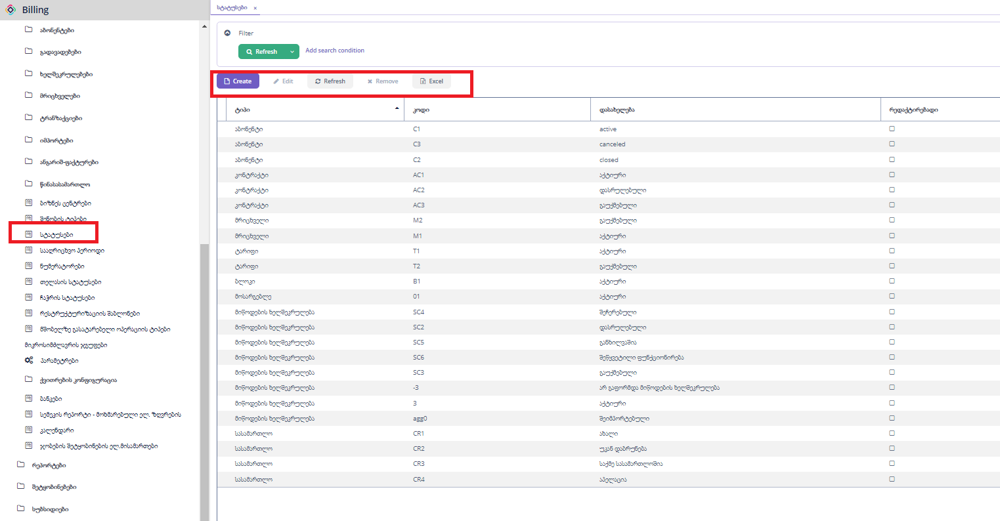 Billing
აბონენტები
გადავადებები
ხელშეკრულებები
მრიცხველები
ტრანზაქციები
იმპორტები
ანგარიშ-ფაქტურები
წინასასამართლო
ბიზნეს ცენტრები
შენობის ტიპები
სტატუსები
სააღრიცხვო პერიოდი
ნუმერატორები
თელასის სტატუსები
ჩაჭრის სტატუსები
რესტრუქტურიზაციის შაბლონები
მშობელზე გასატარებელი ოპერაციის ტიპები
მიკროსიმძლავრის ჯგუფები
პარამეტრები
ქვითრების კონფიგურაცია
ბანკები
სემეკის რეპორტი - მოხმარებული ელ. ზღვრების
კალენდარი
ჯობების შეტყობინების ელ.მისამართები
რეპორტები
შეტყობინებები
სუბსიდიები
სტატუსები ×
Filter
Refresh Add search condition
Create Edit Refresh Remove Excel
ტიპი კოდი დასახელება რედაქტირებადი
აბონენტი C1 active
აბონენტი C3 canceled
აბონენტი C2 closed
კონტრაქტი AC1 აქტიური
კონტრაქტი AC2 დასრულებული
კონტრაქტი AC3 გაუქმებული
მრიცხველი M2 გაუქმებული
მრიცხველი M1 აქტიური
ტარიფი T1 აქტიური
ტარიფი T2 გაუქმებული
ბლოკი B1 აქტიური
მოსარგებლე 01 აქტიური
მიწოდების ხელშეკრულება SC4 შეჩერებული
მიწოდების ხელშეკრულება SC2 დასრულებული
მიწოდების ხელშეკრულება SC5 განხილვაშია
მიწოდების ხელშეკრულება SC6 შეწყვეტილი ფუნქციონირება
მიწოდების ხელშეკრულება SC3 გაუქმებული
მიწოდების ხელშეკრულება -3 არ გაფორმდა მიწოდების ხელშეკრულება
მიწოდების ხელშეკრულება 3 აქტიური
მიწოდების ხელშეკრულება agg0 შეიმპორტებული
სასამართლო CR1 ახალი
სასამართლო CR2 უკან დაბრუნება
სასამართლო CR3 საქმე სასამართლოშია
სასამართლო CR4 აპელაცია